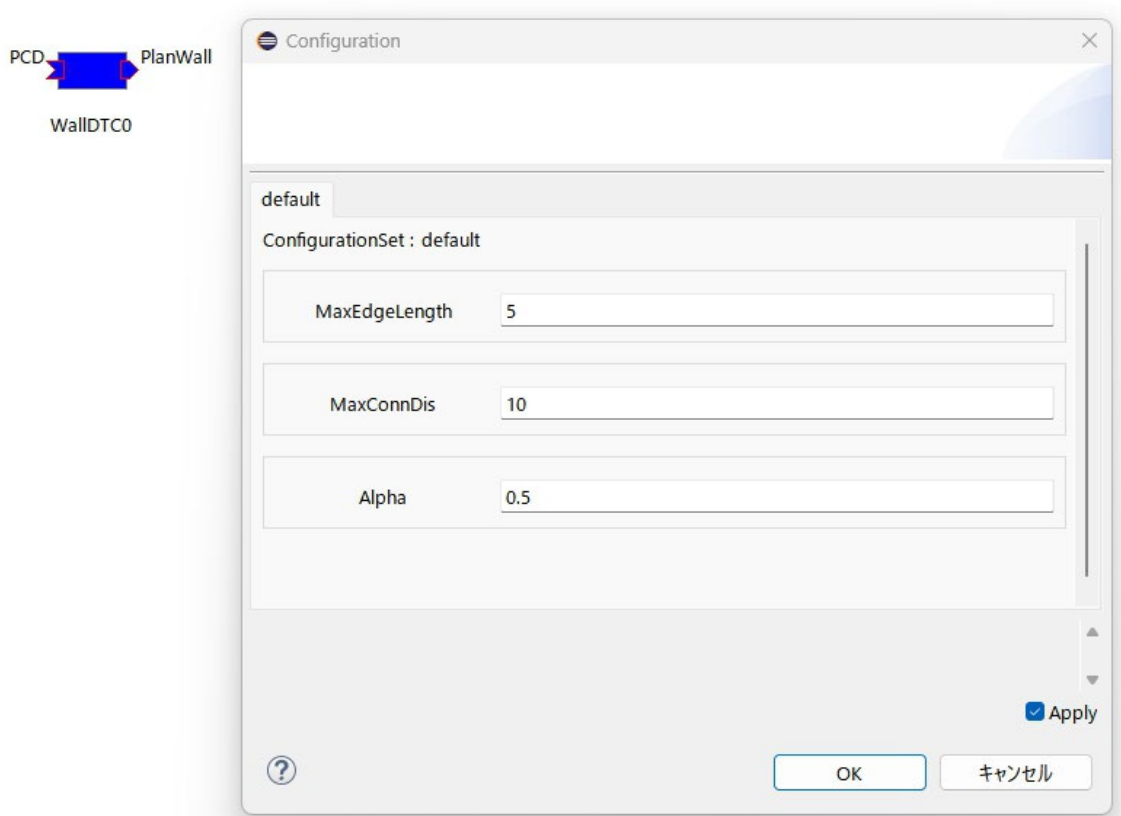 PCD
PlanWall
WallDTC0
Configuration
default
ConfigurationSet : default
MaxEdgeLength
5
MaxConnDis
10
Alpha
0.5
Apply
?
OK
キャンセル